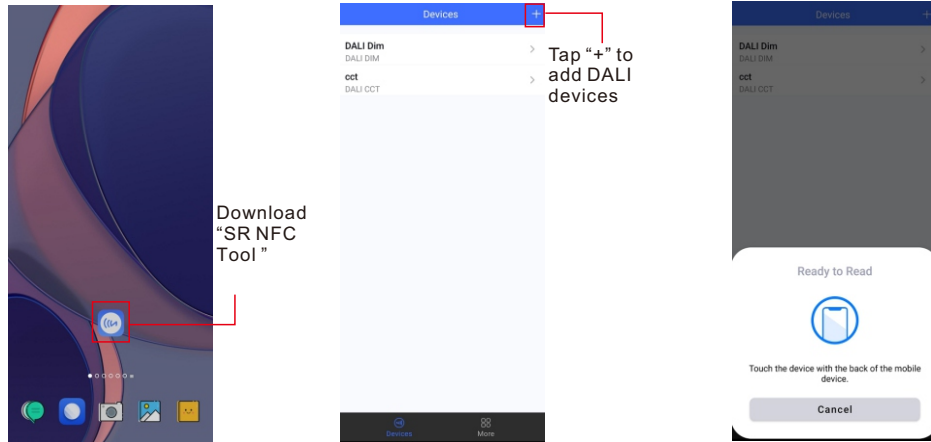 Download
“SR NFC
Tool ”
Devices +
DALI Dim
DALI DIM
cct
DALI CCT
Devices More
Tap “+” to
add DALI
devices
Devices +
DALI Dim
DALI DIM
cct
DALI CCT
Ready to Read
Touch the device with the back of the mobile
device.
Cancel